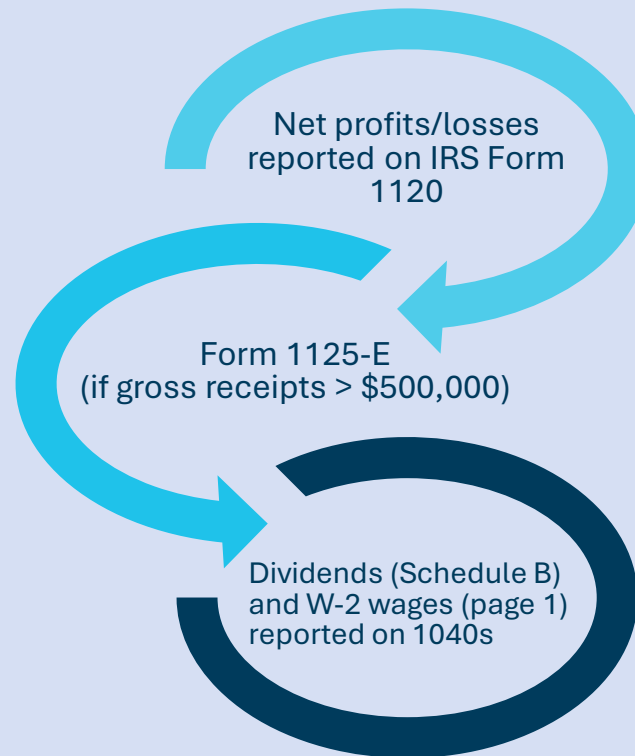 Net profits/losses
reported on IRS Form
1120
Form 1125-E
(if gross receipts > $500,000)
Dividends (Schedule B)
and W-2 wages (page 1)
reported on 1040s